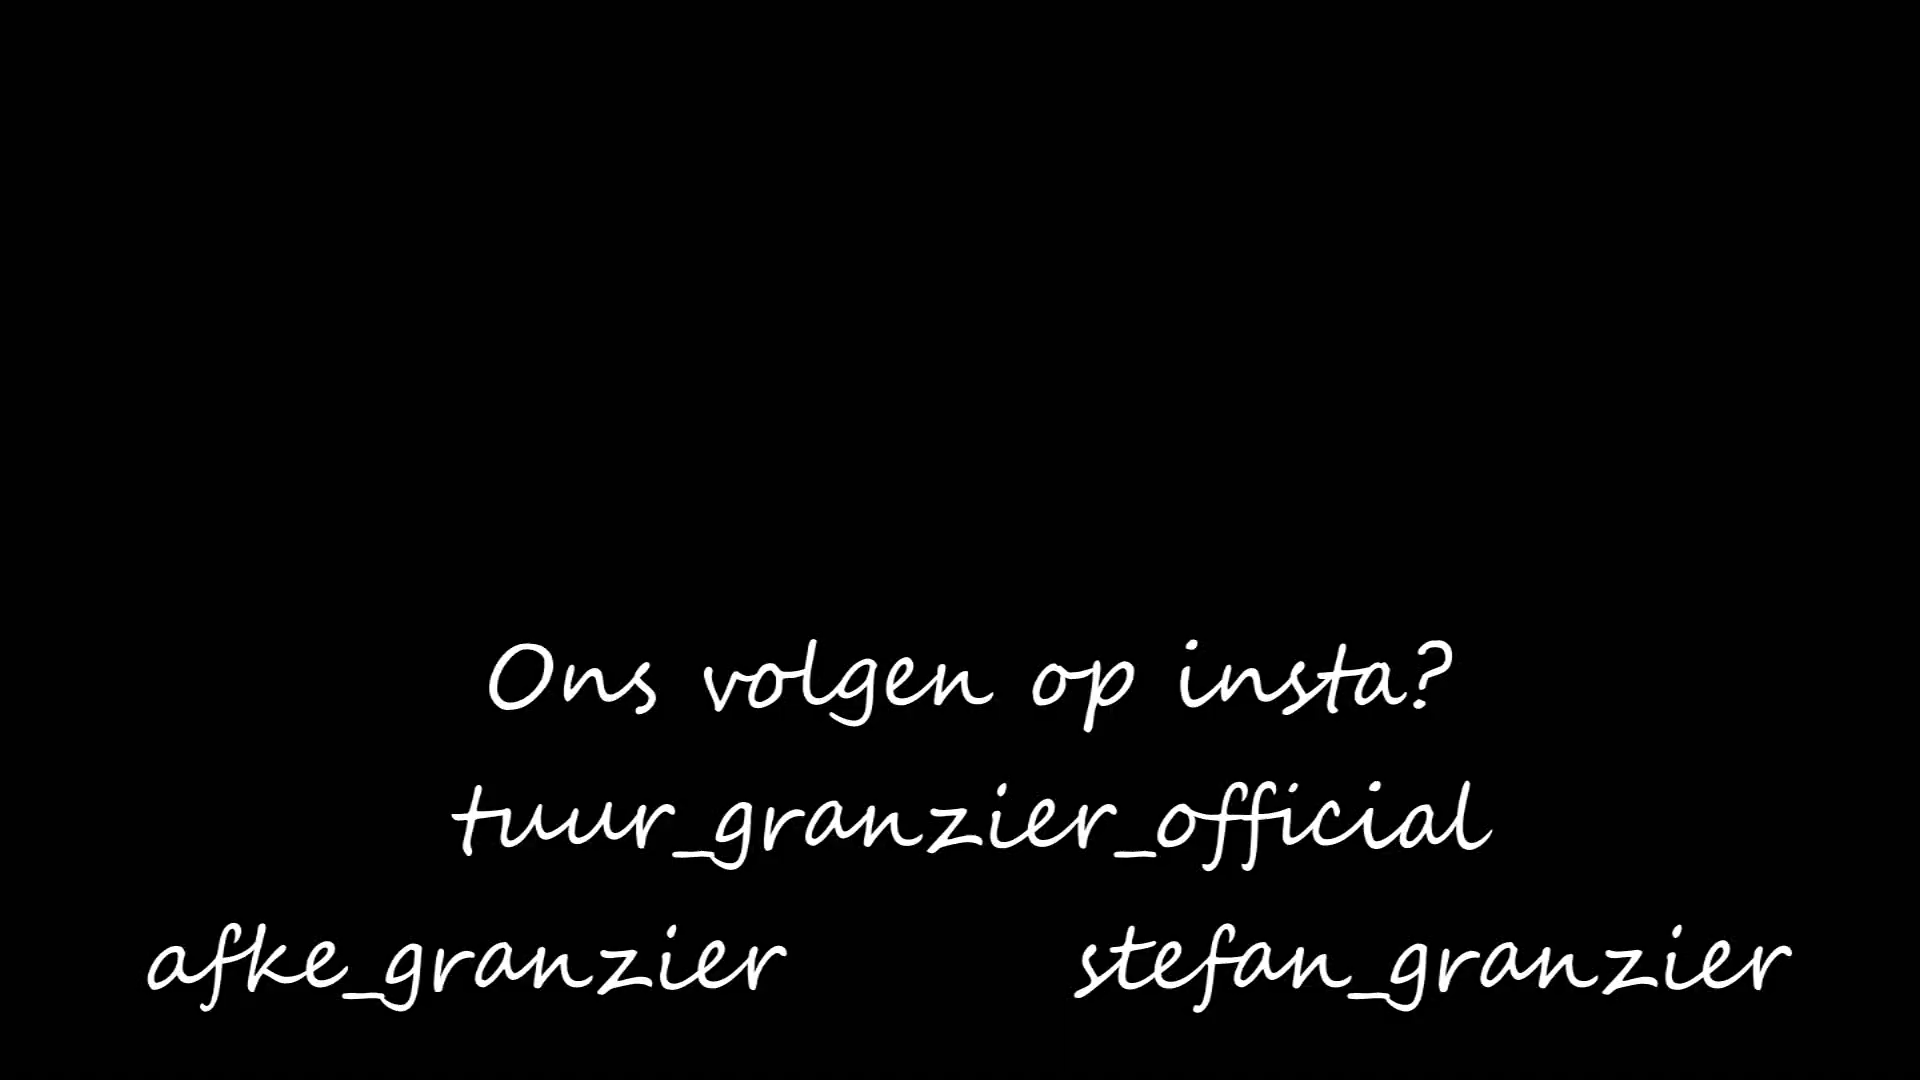 Ons volgen op insta?
tuur_granzier_official
afke_granzier stefan_granzier